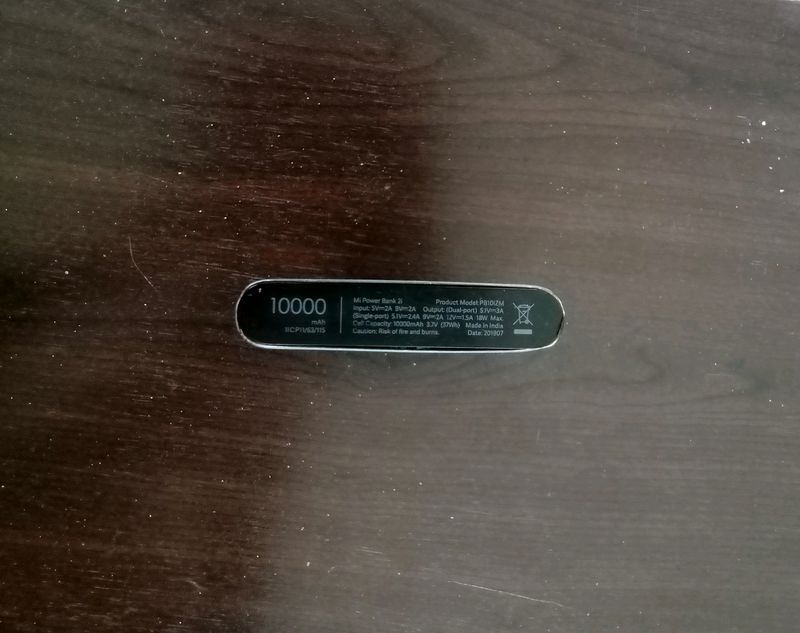 10000
mAh
1ICP11/63/115
Mi Power Bank 2i Product Model: PB10IZM
Input: 5V⎓2A 9V⎓2A Output: (Dual-port) 5.1V⎓3A
(Single-port) 5.1V⎓2.4A 9V⎓2A 12V⎓1.5A 18W Max.
Cell Capacity: 10000mAh 3.7V (37Wh) Made in India
Caution: Risk of fire and burns. Date: 201907